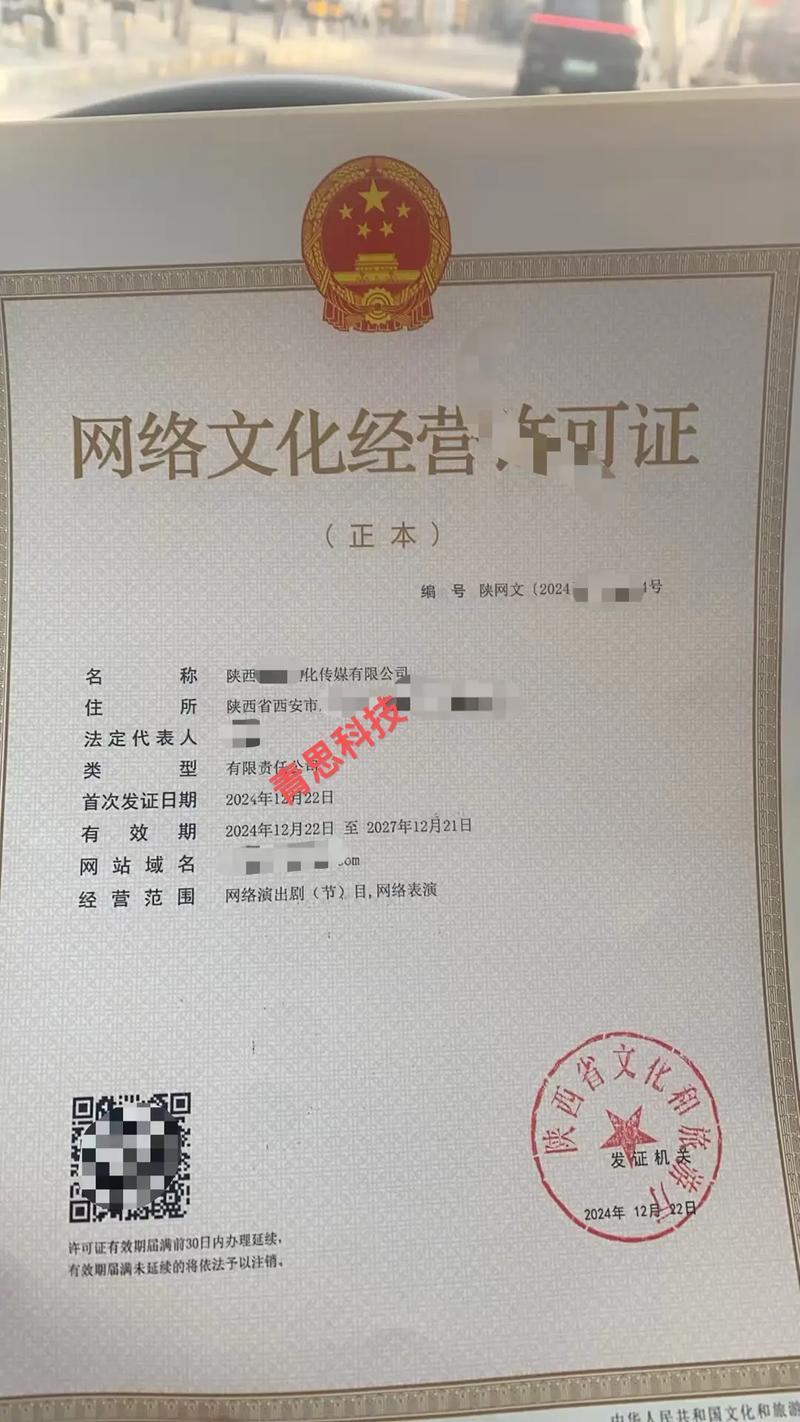 网络文化经营许可证
（正本）
编 号 陕网文〔2024 4号
名 称 陕西 化传媒有限公司
住 所 陕西省西安市
法定代表人
类 型 有限责任公司
首次发证日期 2024年12月22日
有 效 期 2024年12月22日 至 2027年12月21日
网站域名 .com
经营范围 网络演出剧（节）目,网络表演
青思科技
陕西省文化和旅游厅
发证机关
2024年 12月 22日
许可证有效期届满前30日内办理延续，
有效期届满未延续的将依法予以注销。
中华人民共和国文化和旅游